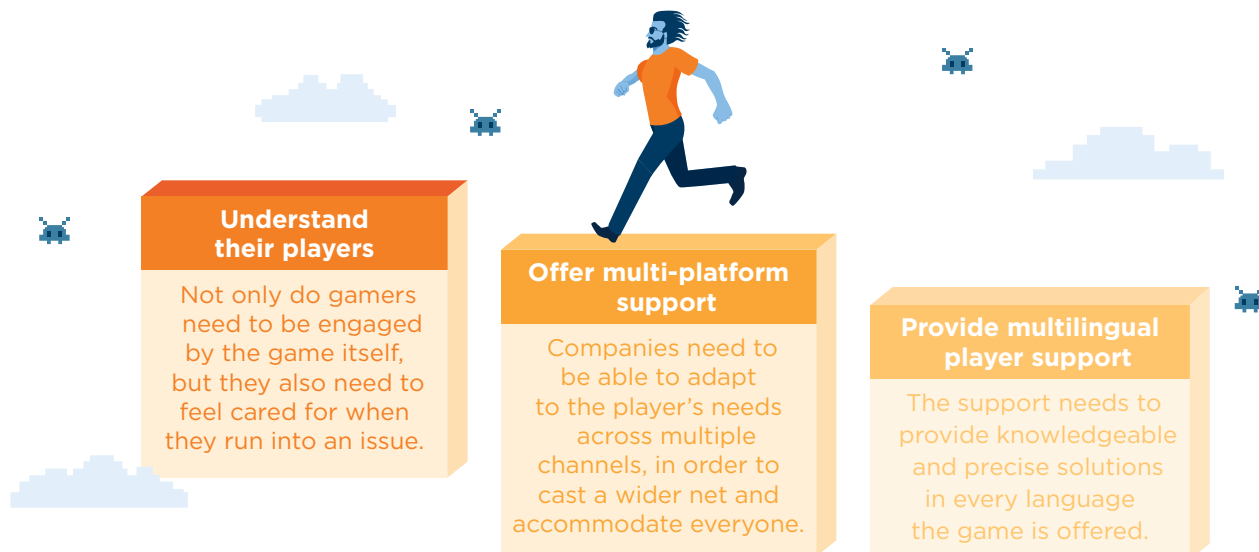 Understand
their players
Not only do gamers
need to be engaged
by the game itself,
but they also need to
feel cared for when
they run into an issue.
Offer multi-platform
support
Companies need to
be able to adapt
to the player’s needs
across multiple
channels, in order to
cast a wider net and
accommodate everyone.
Provide multilingual
player support
The support needs to
provide knowledgeable
and precise solutions
in every language
the game is offered.